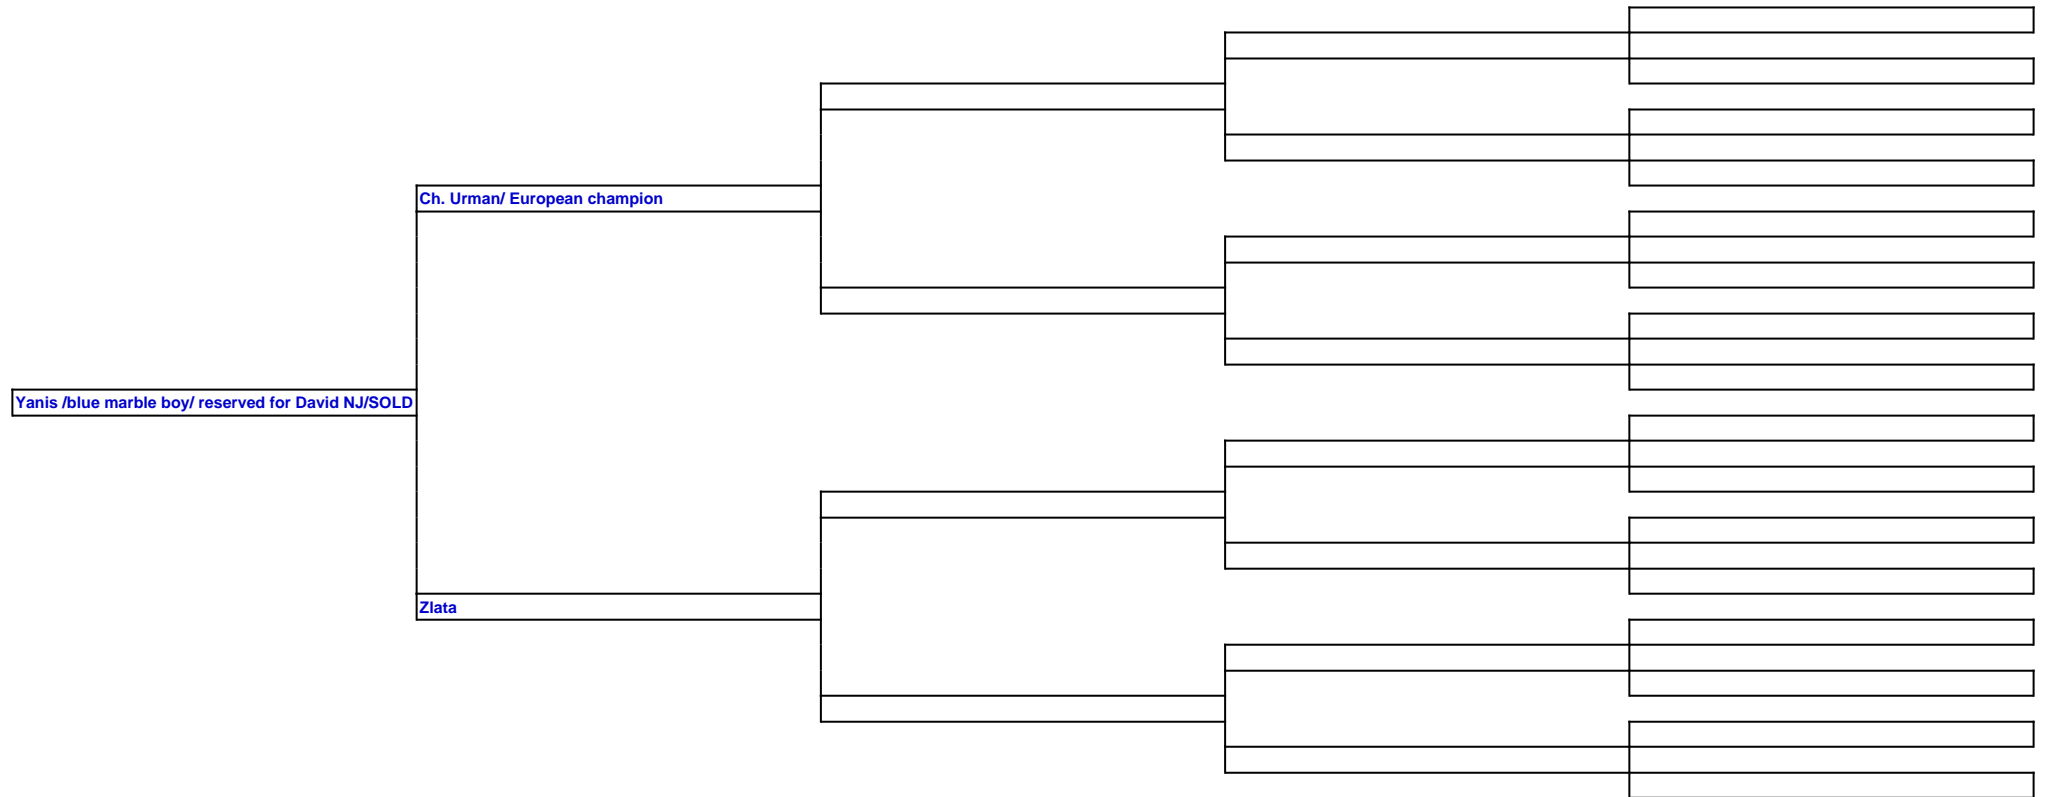 Ch. Urman/ European champion
Yanis /blue marble boy/ reserved for David NJ/SOLD
Zlata